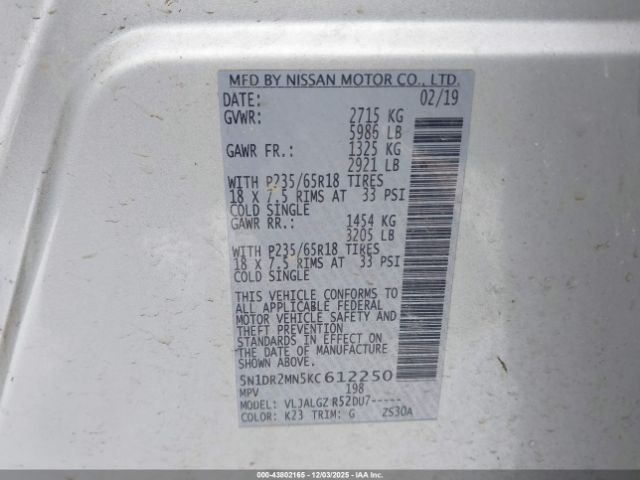 MFD BY NISSAN MOTOR CO., LTD.
DATE: 02/19
GVWR: 2715 KG
5986 LB
GAWR FR.: 1325 KG
2921 LB
WITH P235/65R18 TIRES
18 X 7.5 RIMS AT 33 PSI
COLD SINGLE
GAWR RR.: 1454 KG
3205 LB
WITH P235/65R18 TIRES
18 X 7.5 RIMS AT 33 PSI
COLD SINGLE
THIS VEHICLE CONFORMS TO
ALL APPLICABLE FEDERAL
MOTOR VEHICLE SAFETY AND
THEFT PREVENTION
STANDARDS IN EFFECT ON
THE DATE OF MANUFACTURE
SHOWN ABOVE.
5N1DR2MN5KC612250
MPV 198
MODEL: VLJALGZ R52DU7-----
COLOR: K23 TRIM: G ZS30A
000-43802165 - 12/03/2025 - IAAI.COM